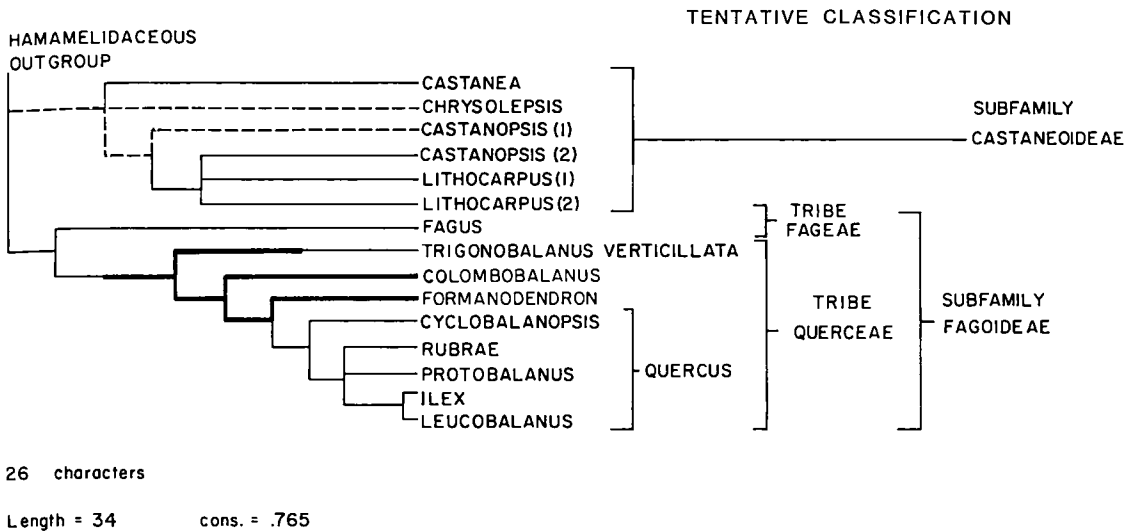 TENTATIVE CLASSIFICATION
HAMAMELIDACEOUS
OUTGROUP
CASTANEA
CHRYSOLEPSIS
CASTANOPSIS (1)
CASTANOPSIS (2)
LITHOCARPUS (1)
LITHOCARPUS (2)
FAGUS
TRIGONOBALANUS VERTICILLATA
COLOMBOBALANUS
FORMANODENDRON
CYCLOBALANOPSIS
RUBRAE
PROTOBALANUS
ILEX
LEUCOBALANUS
QUERCUS
TRIBE
FAGEAE
TRIBE
QUERCEAE
SUBFAMILY
CASTANEOIDEAE
SUBFAMILY
FAGOIDEAE
26 characters
Length = 34 cons. = .765